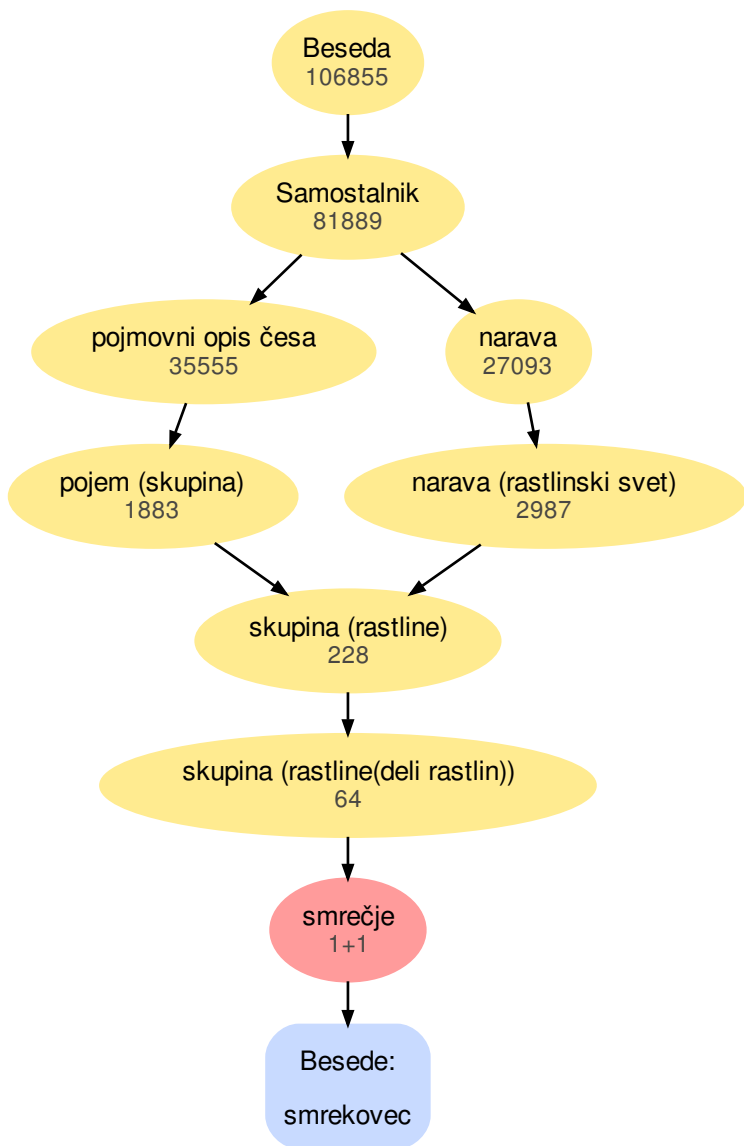 Beseda
106855
Samostalnik
81889
pojmovni opis česa
35555
narava
27093
pojem (skupina)
1883
narava (rastlinski svet)
2987
skupina (rastline)
228
skupina (rastline(deli rastlin))
64
smrečje
1+1
Besede:
smrekovec